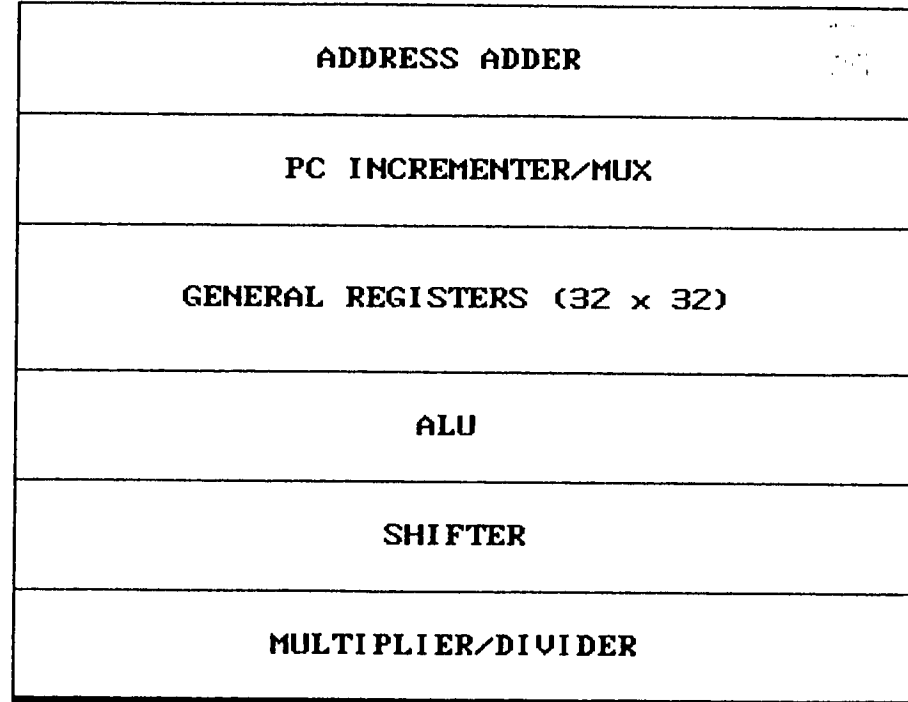 ADDRESS ADDER
PC INCREMENTER/MUX
GENERAL REGISTERS (32 x 32)
ALU
SHIFTER
MULTIPLIER/DIVIDER